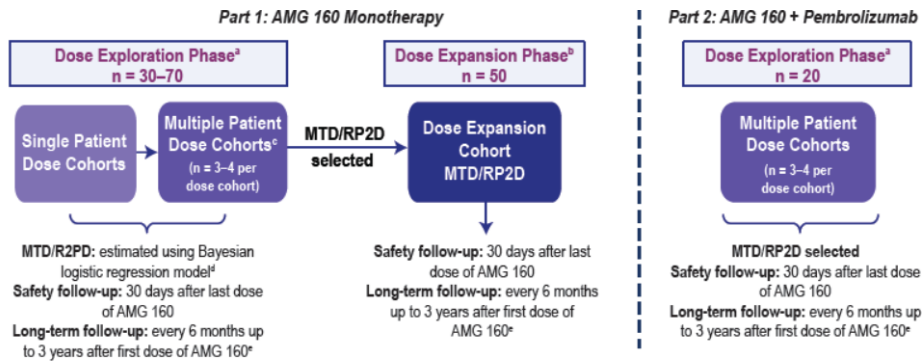 Part 1: AMG 160 Monotherapy
Dose Exploration Phaseᵃ
n = 30–70
Single Patient
Dose Cohorts
Multiple Patient
Dose Cohortsᶜ
(n = 3–4 per
dose cohort)
MTD/R2PD: estimated using Bayesian
logistic regression modelᵈ
Safety follow-up: 30 days after last dose
of AMG 160
Long-term follow-up: every 6 months up
to 3 years after first dose of AMG 160ᵉ
MTD/RP2D
selected
Dose Expansion Phaseᵇ
n = 50
Dose Expansion
Cohort
MTD/RP2D
Safety follow-up: 30 days after last
dose of AMG 160
Long-term follow-up: every 6 months
up to 3 years after first dose of
AMG 160ᵉ
Part 2: AMG 160 + Pembrolizumab
Dose Exploration Phaseᵃ
n = 20
Multiple Patient
Dose Cohorts
(n = 3–4 per
dose cohort)
MTD/RP2D selected
Safety follow-up: 30 days after last dose
of AMG 160
Long-term follow-up: every 6 months up
to 3 years after first dose of AMG 160ᵉ